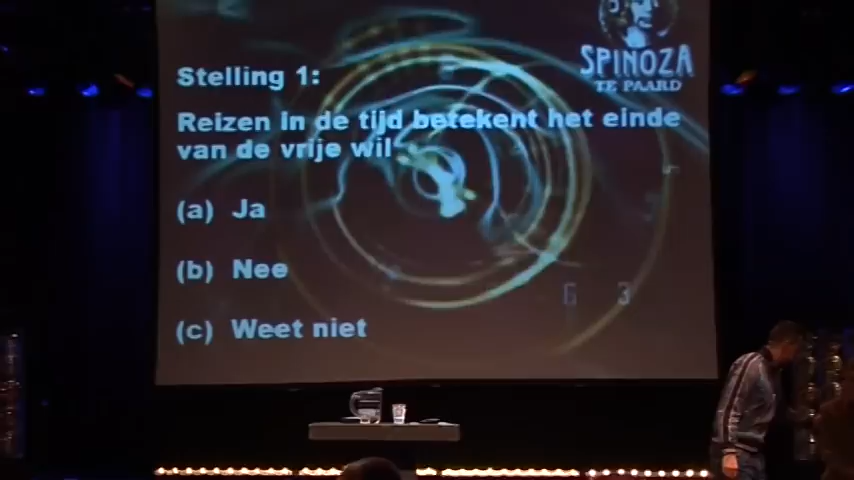 SPINOZA
TE PAARD
Stelling 1:
Reizen in de tijd betekent het einde
van de vrije wil
(a) Ja
(b) Nee
(c) Weet niet
G 3